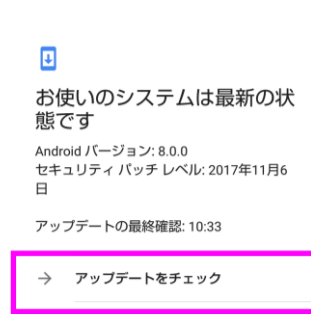 お使いのシステムは最新の状
態です
Android バージョン: 8.0.0
セキュリティ パッチ レベル: 2017年11月6
日
アップデートの最終確認: 10:33
アップデートをチェック